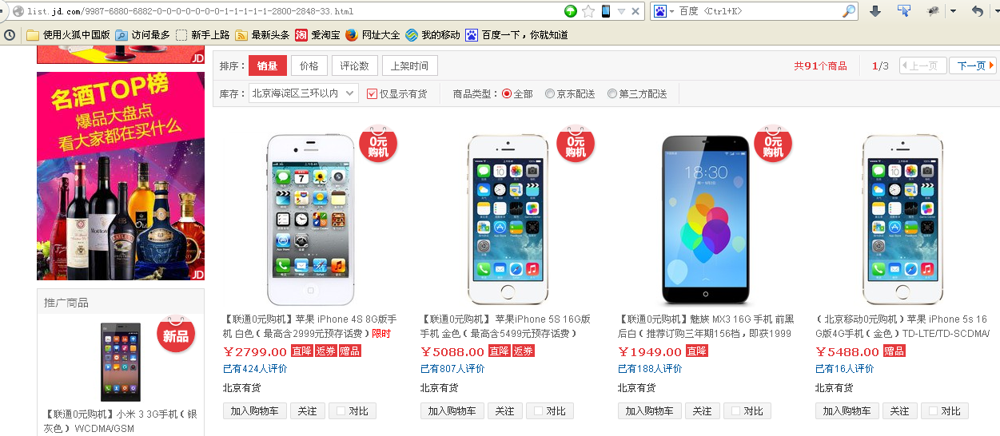 list.jd.com/9987-6880-6882-0-0-0-0-0-0-0-1-1-1-1-1-2800-2848-33.html
百度 <Ctrl+K>
使用火狐中国版 访问最多 新手上路 最新头条 淘 爱淘宝 网址大全 我的移动 百度一下，你就知道
JD
名酒TOP榜
爆品大盘点
看大家都在买什么
JD
推广商品
新品
【联通0元购机】小米 3 3G手机（银
灰色）WCDMA/GSM
排序： 销量 价格 评论数 上架时间 共91个商品 1/3 上一页 下一页
库存： 北京海淀区三环以内 仅显示有货 商品类型： 全部 京东配送 第三方配送
0元
购机
【联通0元购机】苹果 iPhone 4S 8G版手
机 白色（最高含2999元预存话费）限时
￥2799.00 直降 返券 赠品
已有424人评价
北京有货
加入购物车 关注 对比
0元
购机
【联通0元购机】 苹果iPhone 5S 16G版
手机 金色（最高含5499元预存话费）
￥5088.00 直降 返券
已有807人评价
北京有货
加入购物车 关注 对比
0元
购机
18:30
【联通0元购机】魅族 MX3 16G 手机 前黑
后白（推荐订购三年期156档，即获1999
￥1949.00 直降
已有188人评价
北京有货
加入购物车 关注 对比
（北京移动0元购机）苹果 iPhone 5s 16
G版4G手机（金色）TD-LTE/TD-SCDMA/
￥5488.00 赠品
已有16人评价
北京有货
加入购物车 关注 对比